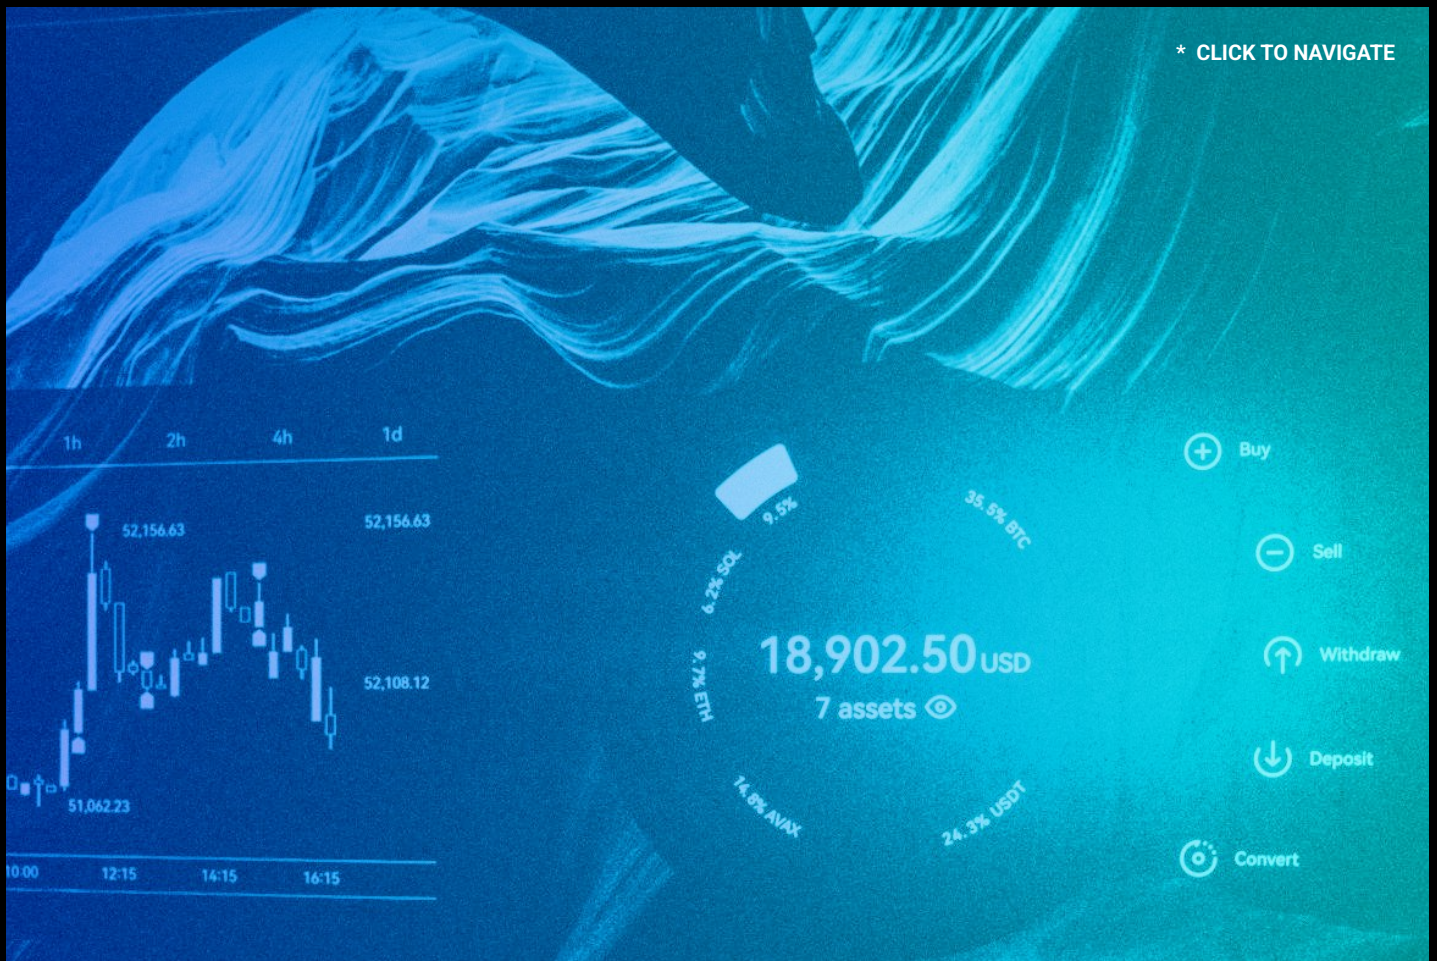 * CLICK TO NAVIGATE
1h 2h 4h 1d
52,156.63
52,156.63
52,108.12
51,062.23
10:00 12:15 14:15 16:15
9.5%
35.5% BTC
6.2% SOL
9.7% ETH
14.8% AVAX
24.3% USDT
18,902.50 USD
7 assets
Buy
Sell
Withdraw
Deposit
Convert